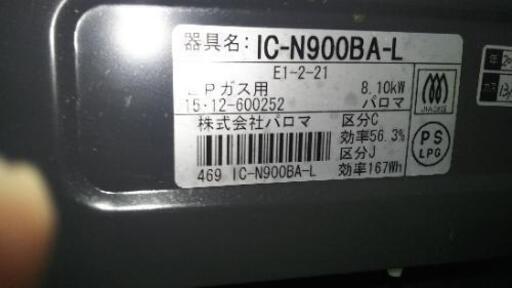 器具名: IC-N900BA-L
E1-2-21
LPガス用 8.10kW
15・12-600252 パロマ
株式会社パロマ 区分C
効率56.3%
区分J
469 IC-N900BA-L 効率167Wh
PS
LPG